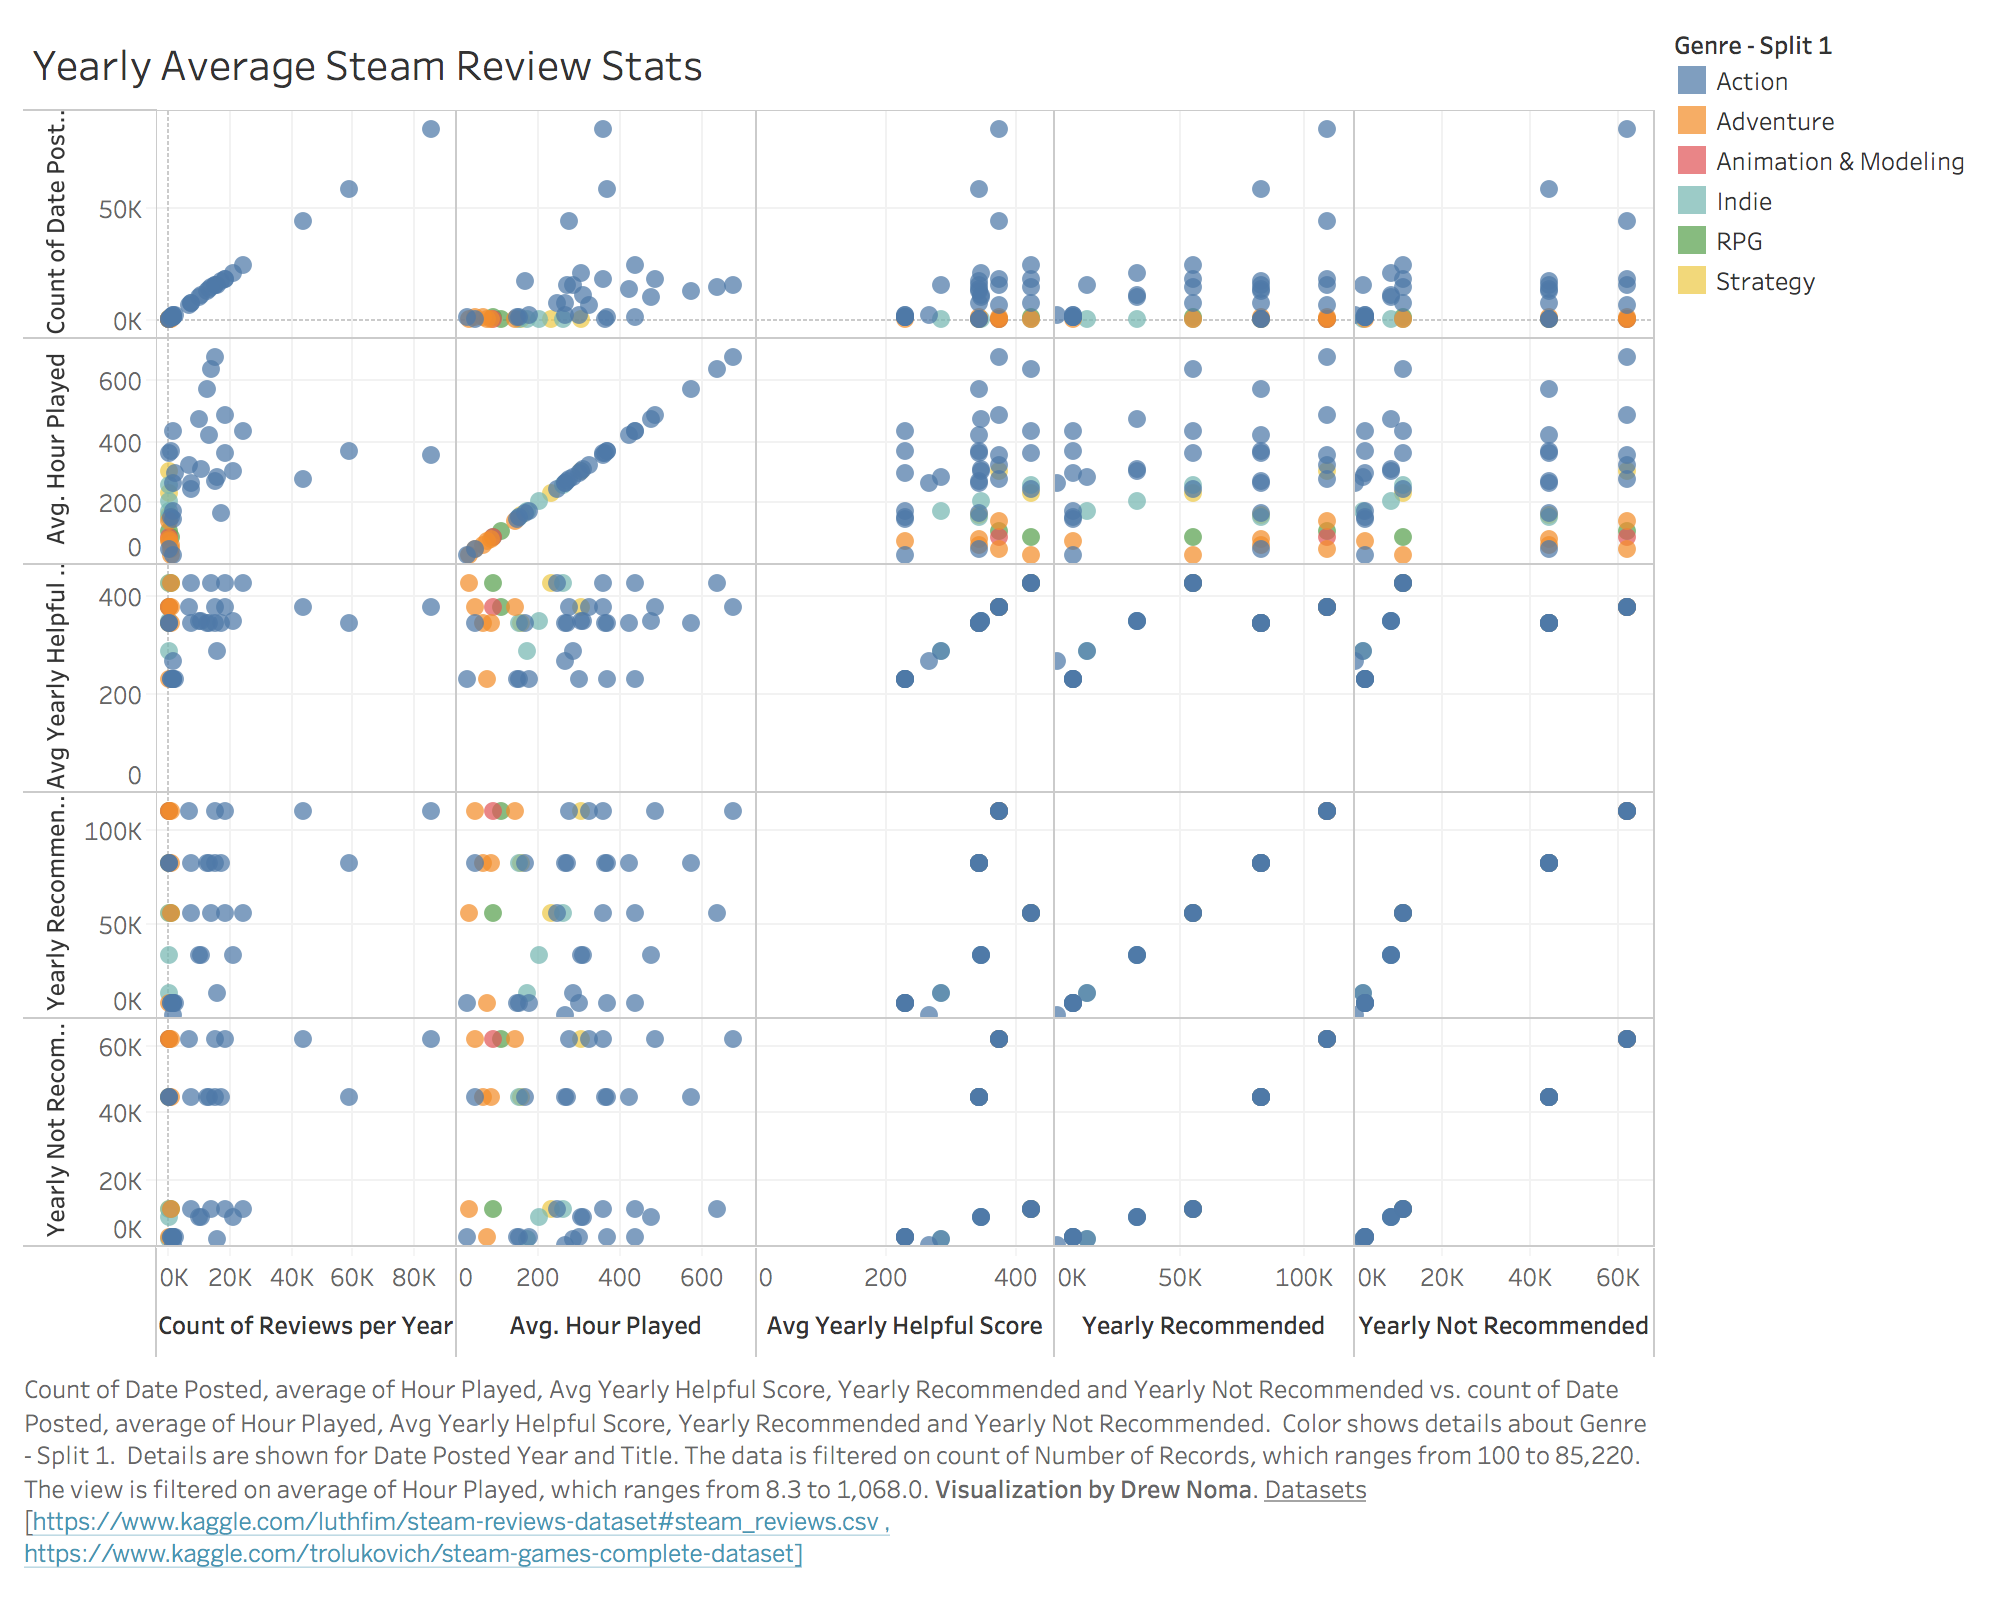 Yearly Average Steam Review Stats
Genre - Split 1
Action
Adventure
Animation & Modeling
Indie
RPG
Strategy
Count of Date Post..
50K
0K
Avg. Hour Played
600
400
200
0
Avg Yearly Helpful ..
400
200
0
Yearly Recommen..
100K
50K
0K
Yearly Not Recom..
60K
40K
20K
0K
0K 20K 40K 60K 80K 0 200 400 600 0 200 400 0K 50K 100K 0K 20K 40K 60K
Count of Reviews per Year Avg. Hour Played Avg Yearly Helpful Score Yearly Recommended Yearly Not Recommended
Count of Date Posted, average of Hour Played, Avg Yearly Helpful Score, Yearly Recommended and Yearly Not Recommended vs. count of Date
Posted, average of Hour Played, Avg Yearly Helpful Score, Yearly Recommended and Yearly Not Recommended.  Color shows details about Genre
- Split 1.  Details are shown for Date Posted Year and Title. The data is filtered on count of Number of Records, which ranges from 100 to 85,220.
The view is filtered on average of Hour Played, which ranges from 8.3 to 1,068.0. Visualization by Drew Noma. Datasets
[https://www.kaggle.com/luthfim/steam-reviews-dataset#steam_reviews.csv ,
https://www.kaggle.com/trolukovich/steam-games-complete-dataset]